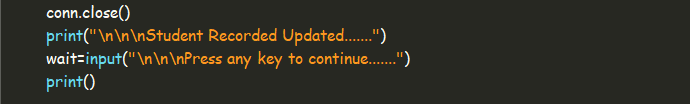 conn.close()
print("\n\n\nStudent Recorded Updated.......")
wait=input("\n\n\nPress any key to continue.......")
print()